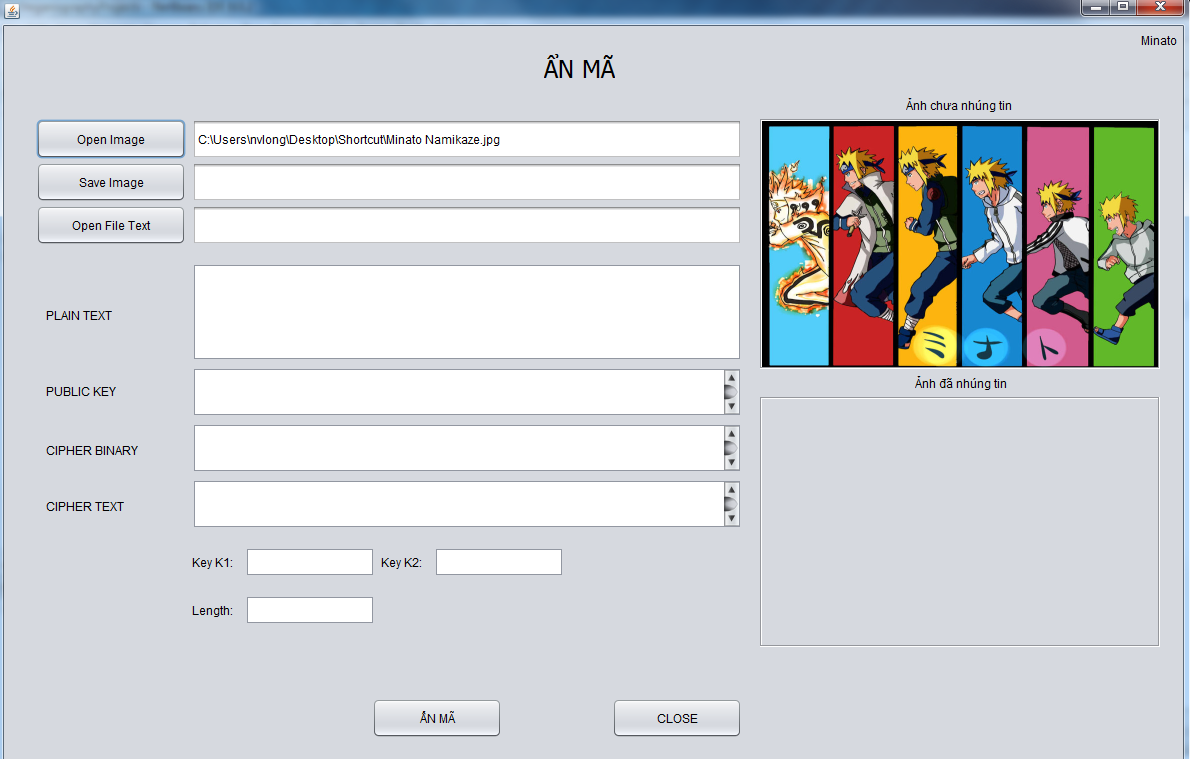 Minato
ẨN MÃ
Ảnh chưa nhúng tin
Open Image
C:\Users\nvlong\Desktop\Shortcut\Minato Namikaze.jpg
Save Image
Open File Text
ミ ナ ト
PLAIN TEXT
Ảnh đã nhúng tin
PUBLIC KEY
CIPHER BINARY
CIPHER TEXT
Key K1:
Key K2:
Length:
ẨN MÃ
CLOSE